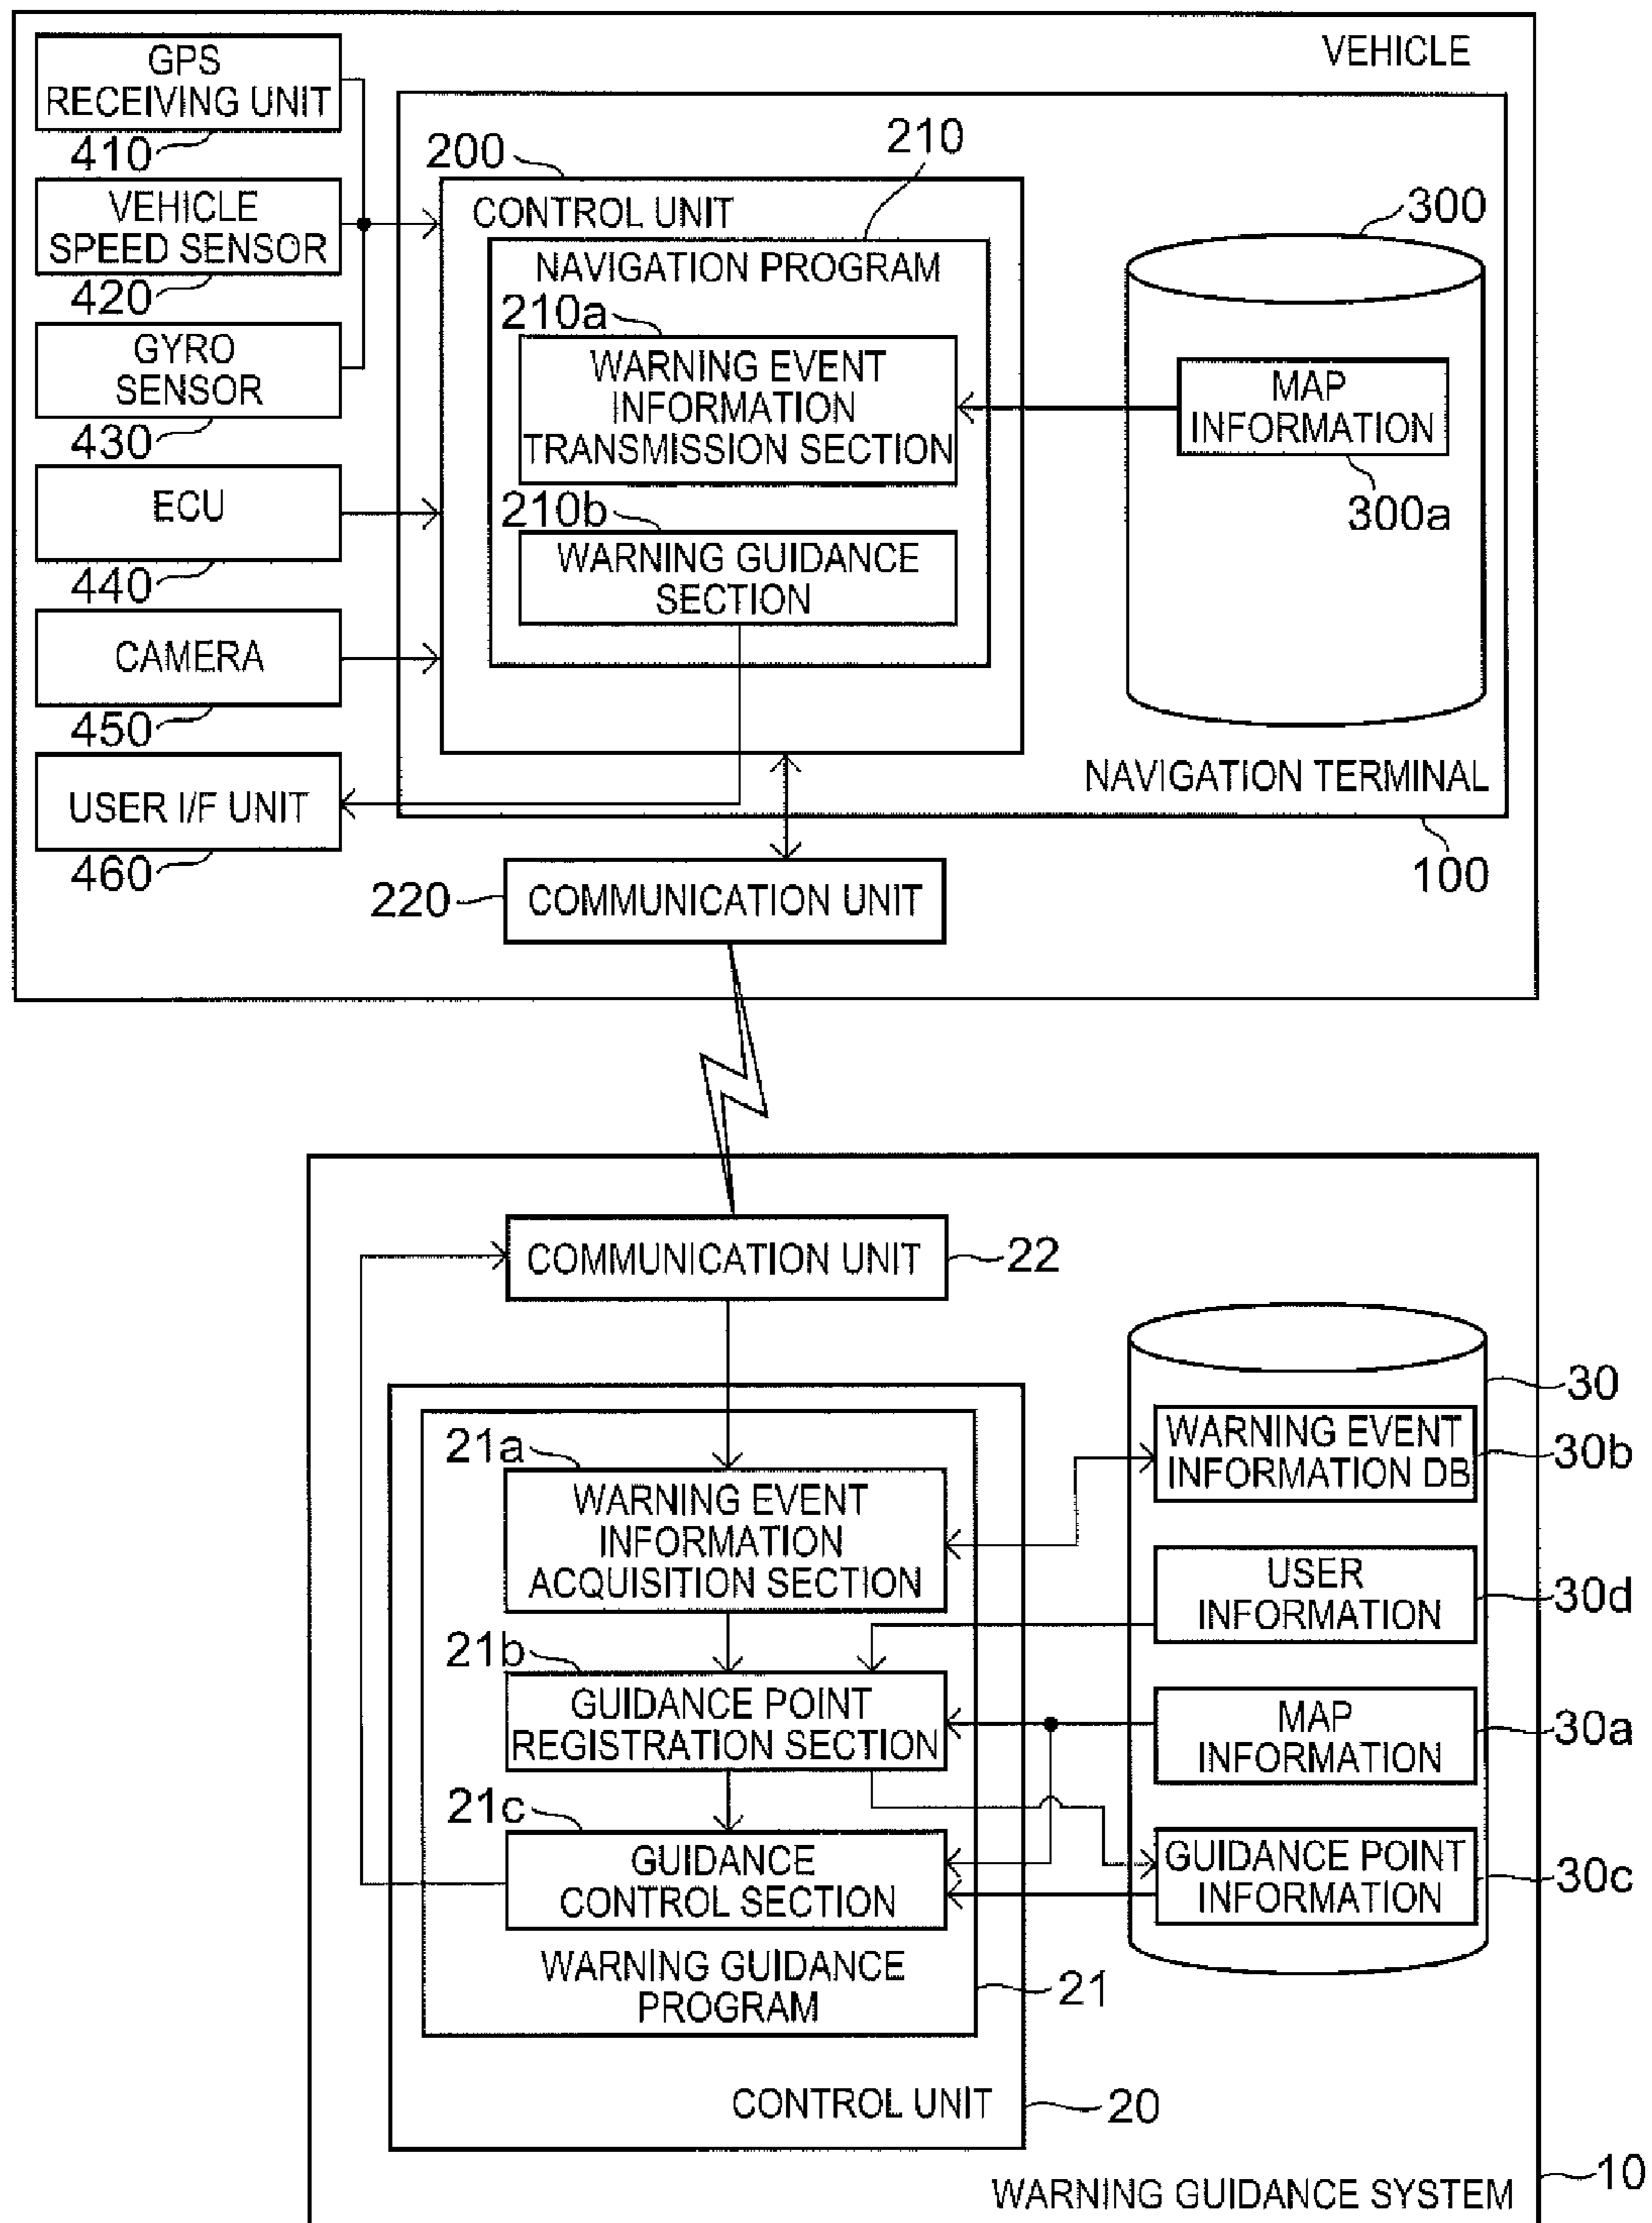 VEHICLE
GPS
RECEIVING UNIT
410
VEHICLE
SPEED SENSOR
420
GYRO
SENSOR
430
ECU
440
CAMERA
450
USER I/F UNIT
460
200
210
CONTROL UNIT
NAVIGATION PROGRAM
210a
WARNING EVENT
INFORMATION
TRANSMISSION SECTION
210b
WARNING GUIDANCE
SECTION
300
MAP
INFORMATION
300a
NAVIGATION TERMINAL
100
220
COMMUNICATION UNIT
COMMUNICATION UNIT
22
21a
WARNING EVENT
INFORMATION
ACQUISITION SECTION
21b
GUIDANCE POINT
REGISTRATION SECTION
21c
GUIDANCE
CONTROL SECTION
WARNING GUIDANCE
PROGRAM
21
CONTROL UNIT
20
30
WARNING EVENT
INFORMATION DB
30b
USER
INFORMATION
30d
MAP
INFORMATION
30a
GUIDANCE POINT
INFORMATION
30c
WARNING GUIDANCE SYSTEM
10